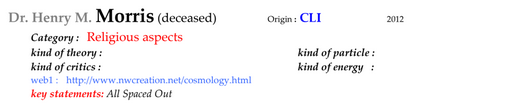 Dr. Henry M. Morris (deceased) Origin : CLI 2012
Category : Religious aspects
kind of theory : kind of particle :
kind of critics : kind of energy :
web1 : http://www.nwcreation.net/cosmology.html
key statements: All Spaced Out